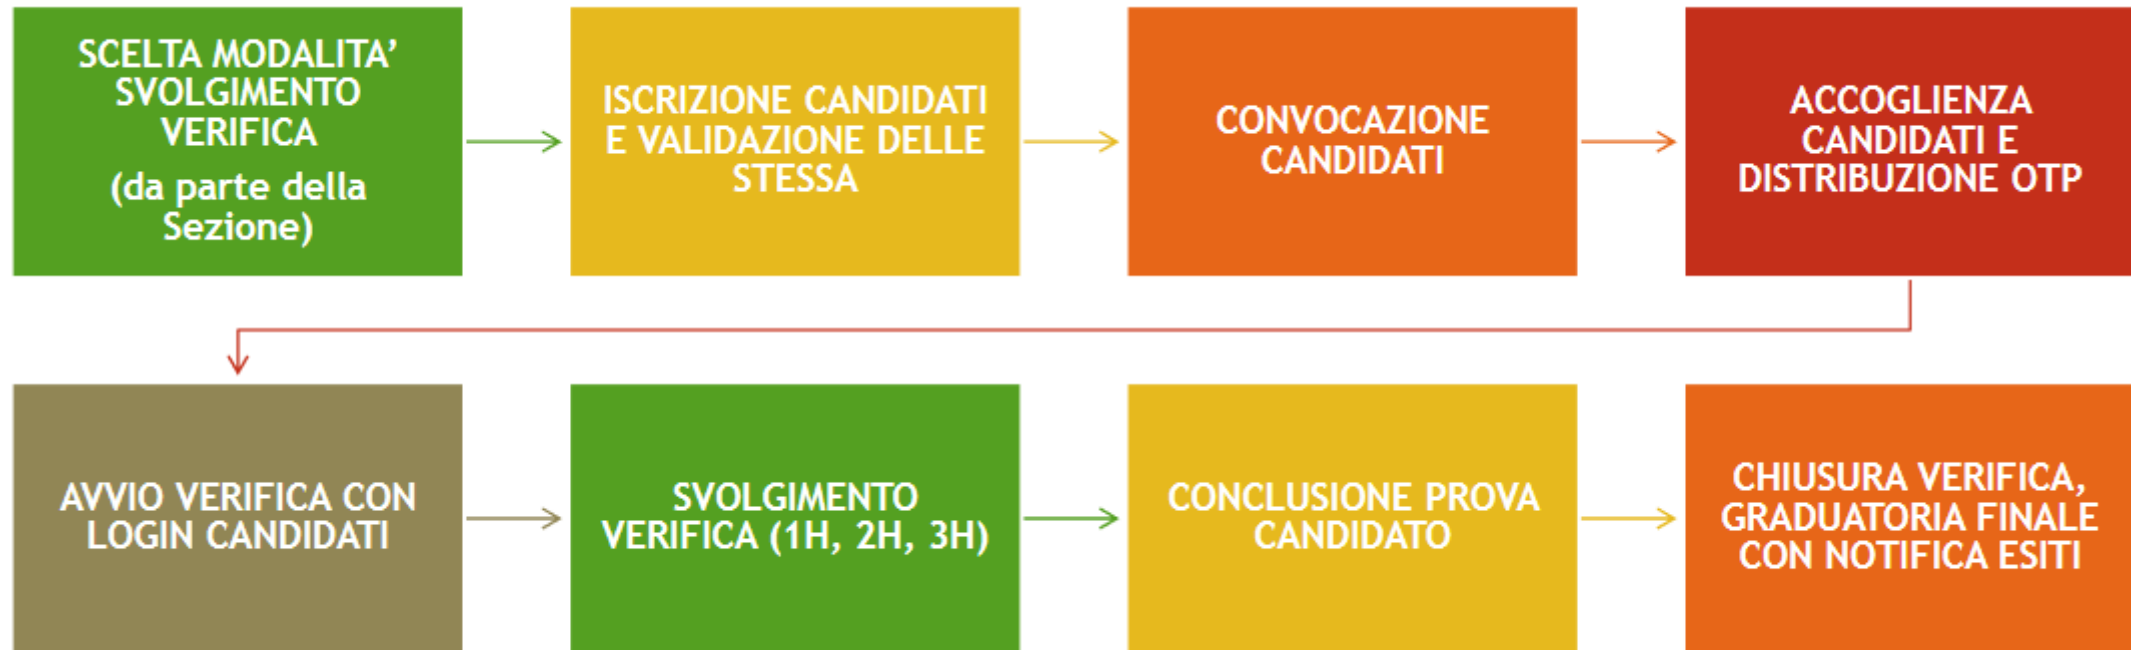 SCELTA MODALITA’
SVOLGIMENTO
VERIFICA
(da parte della
Sezione)
ISCRIZIONE CANDIDATI
E VALIDAZIONE DELLE
STESSA
CONVOCAZIONE
CANDIDATI
ACCOGLIENZA
CANDIDATI E
DISTRIBUZIONE OTP
AVVIO VERIFICA CON
LOGIN CANDIDATI
SVOLGIMENTO
VERIFICA (1H, 2H, 3H)
CONCLUSIONE PROVA
CANDIDATO
CHIUSURA VERIFICA,
GRADUATORIA FINALE
CON NOTIFICA ESITI